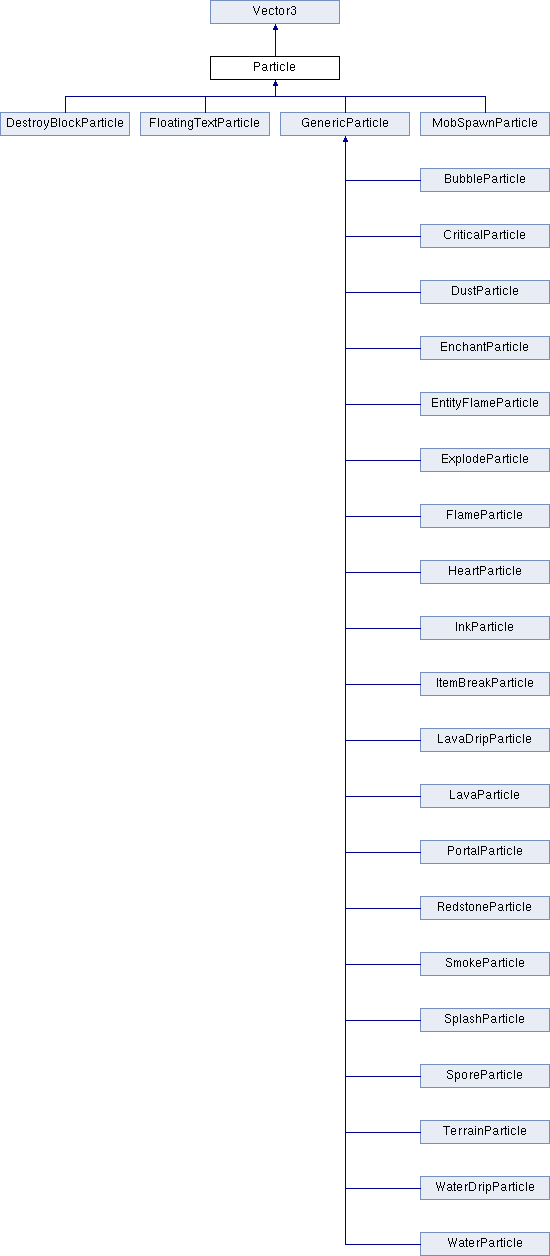 Vector3
Particle
DestroyBlockParticle FloatingTextParticle GenericParticle MobSpawnParticle
BubbleParticle
CriticalParticle
DustParticle
EnchantParticle
EntityFlameParticle
ExplodeParticle
FlameParticle
HeartParticle
InkParticle
ItemBreakParticle
LavaDripParticle
LavaParticle
PortalParticle
RedstoneParticle
SmokeParticle
SplashParticle
SporeParticle
TerrainParticle
WaterDripParticle
WaterParticle